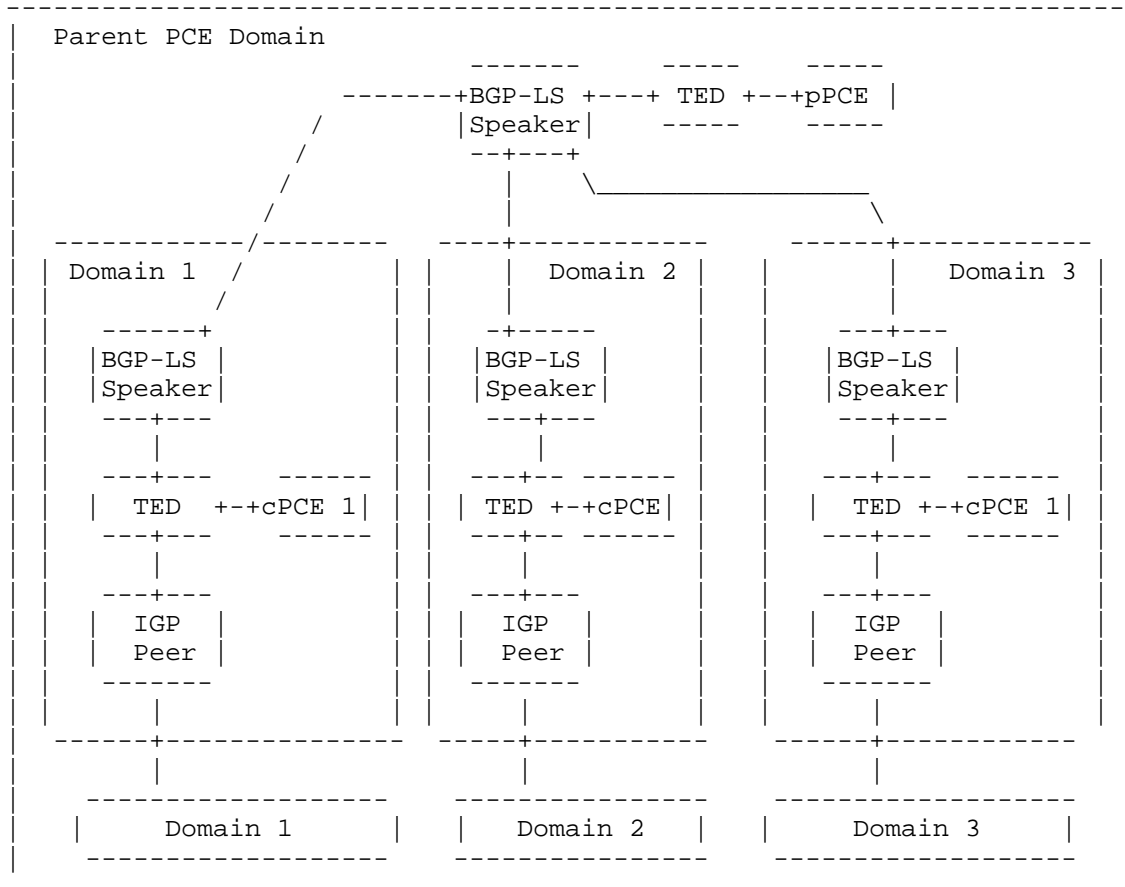 Parent PCE Domain
BGP-LS TED pPCE
Speaker
Domain 1 Domain 2 Domain 3
BGP-LS BGP-LS BGP-LS
Speaker Speaker Speaker
TED cPCE 1 TED cPCE TED cPCE 1
IGP IGP IGP
Peer Peer Peer
Domain 1 Domain 2 Domain 3